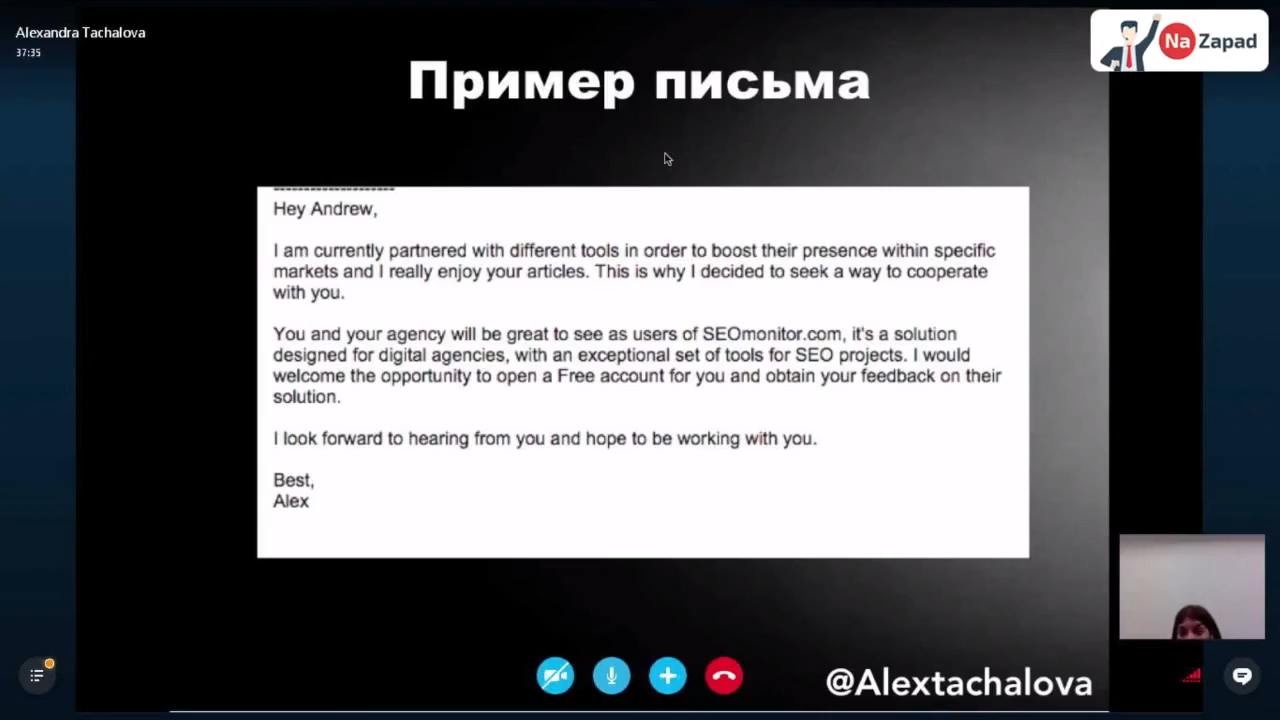 Alexandra Tachalova
37:35
Na Zapad
Пример письма
--------------------
Hey Andrew,
I am currently partnered with different tools in order to boost their presence within specific
markets and I really enjoy your articles. This is why I decided to seek a way to cooperate
with you.
You and your agency will be great to see as users of SEOmonitor.com, it's a solution
designed for digital agencies, with an exceptional set of tools for SEO projects. I would
welcome the opportunity to open a Free account for you and obtain your feedback on their
solution.
I look forward to hearing from you and hope to be working with you.
Best,
Alex
@Alextachalova